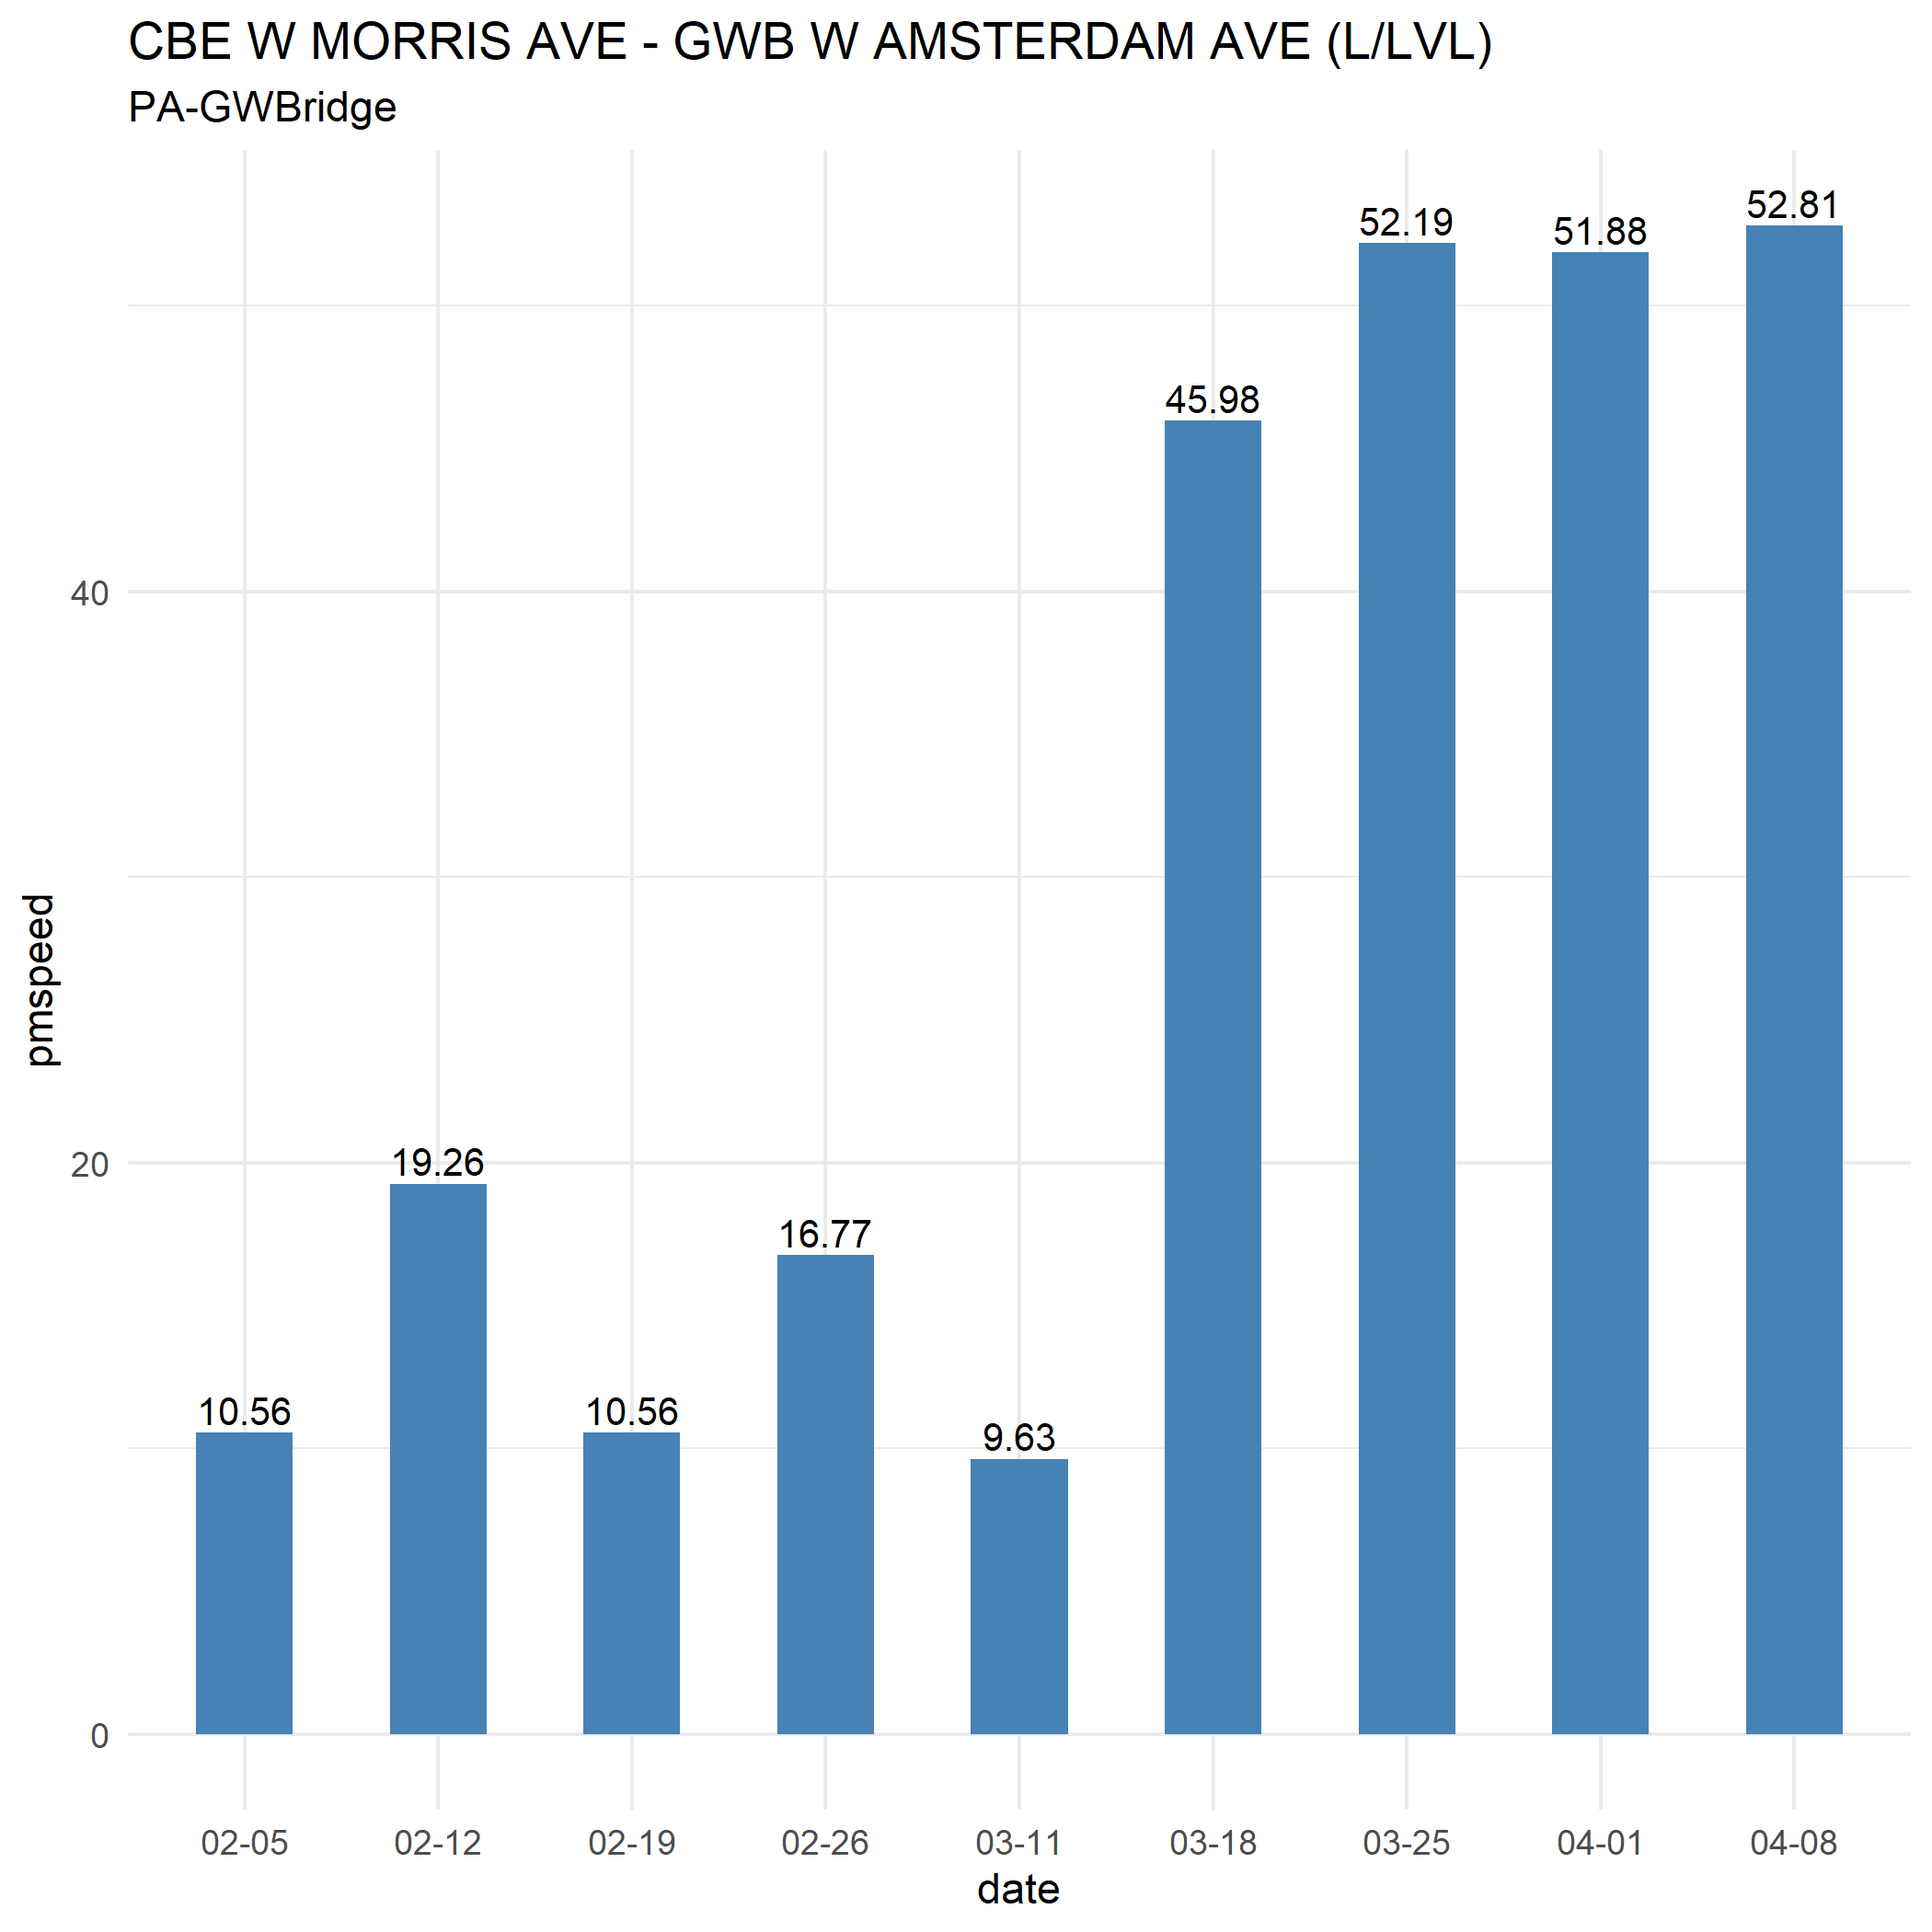 CBE W MORRIS AVE - GWB W AMSTERDAM AVE (L/LVL)
PA-GWBridge
52.81
52.19
51.88
45.98
40
19.26
20
16.77
10.56
10.56
9.63
0
pmspeed
02-05 02-12 02-19 02-26 03-11 03-18 03-25 04-01 04-08
date